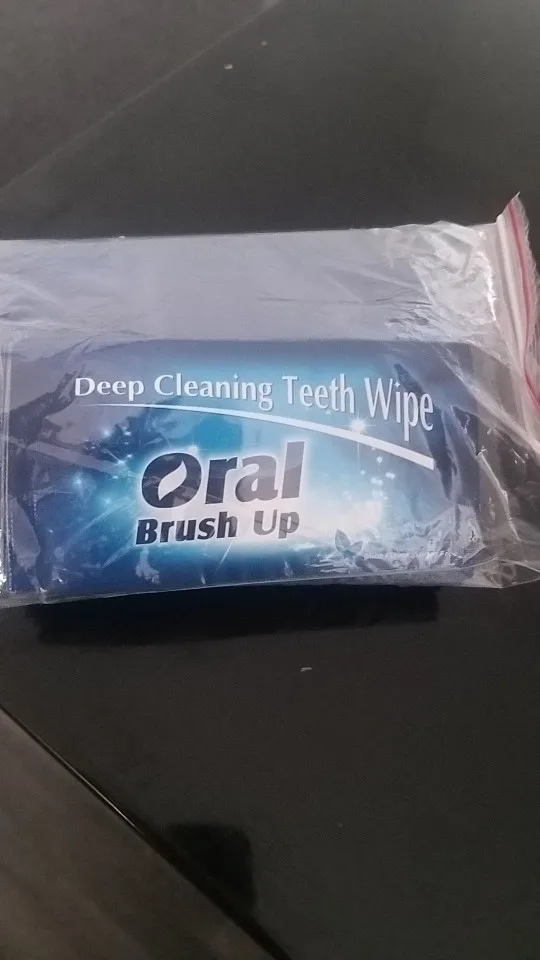 Deep Cleaning Teeth Wipe
Oral
Brush Up